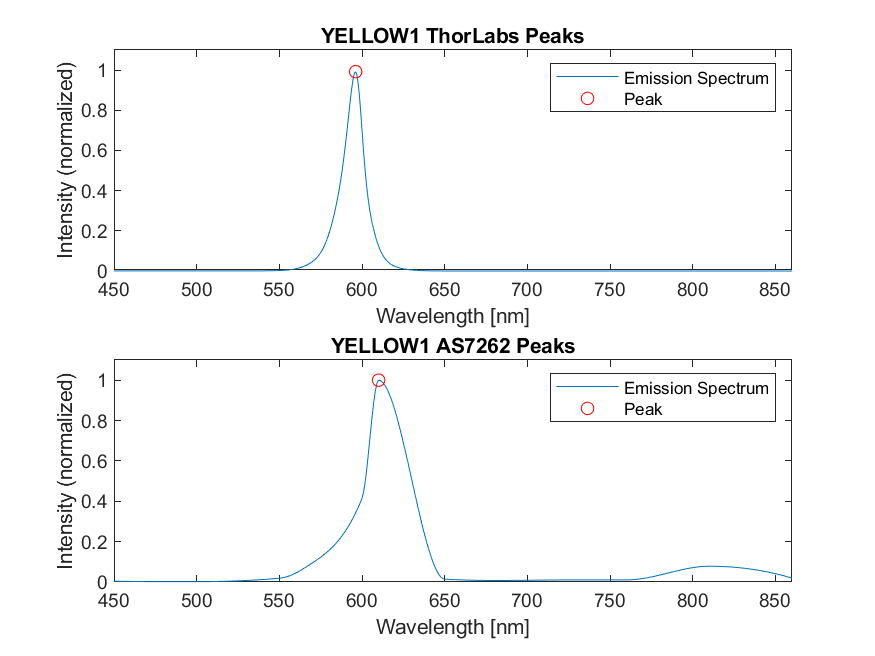 YELLOW1 ThorLabs Peaks
Intensity (normalized)
1
0.8
0.6
0.4
0.2
0
Emission Spectrum
Peak
450 500 550 600 650 700 750 800 850
Wavelength [nm]
YELLOW1 AS7262 Peaks
Intensity (normalized)
1
0.8
0.6
0.4
0.2
0
Emission Spectrum
Peak
450 500 550 600 650 700 750 800 850
Wavelength [nm]